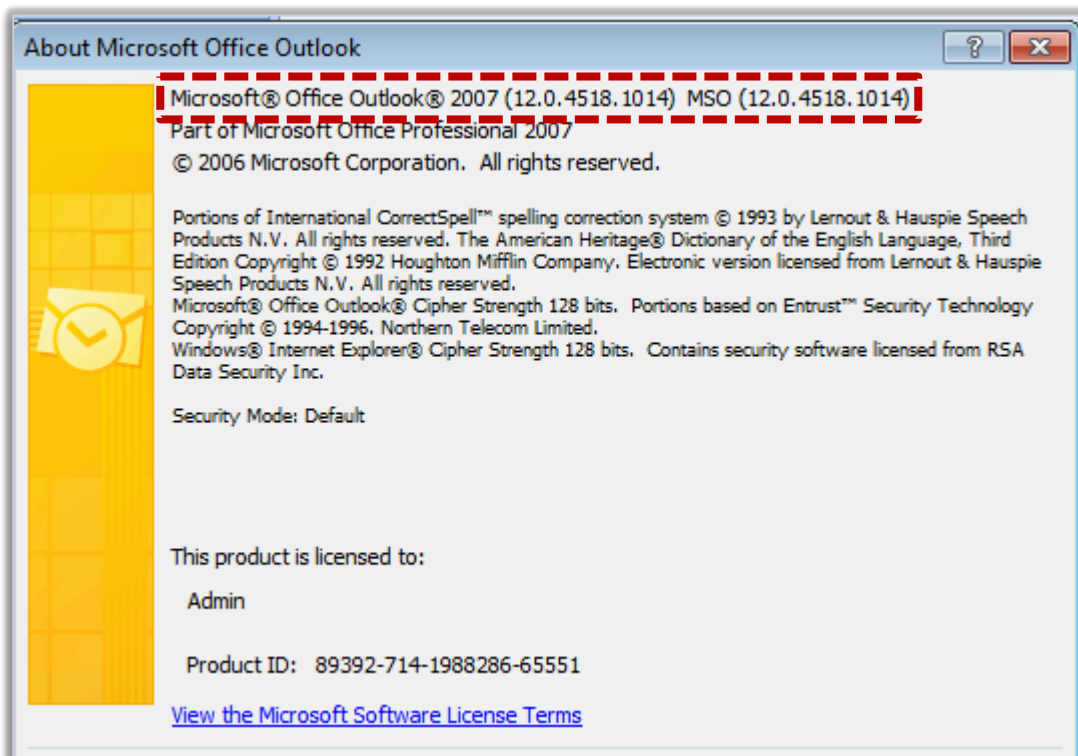 About Microsoft Office Outlook
Microsoft® Office Outlook® 2007 (12.0.4518.1014) MSO (12.0.4518.1014)
Part of Microsoft Office Professional 2007
© 2006 Microsoft Corporation. All rights reserved.
Portions of International CorrectSpell™ spelling correction system © 1993 by Lernout & Hauspie Speech
Products N.V. All rights reserved. The American Heritage® Dictionary of the English Language, Third
Edition Copyright © 1992 Houghton Mifflin Company. Electronic version licensed from Lernout & Hauspie
Speech Products N.V. All rights reserved.
Microsoft® Office Outlook® Cipher Strength 128 bits. Portions based on Entrust™ Security Technology
Copyright © 1994-1996. Northern Telecom Limited.
Windows® Internet Explorer® Cipher Strength 128 bits. Contains security software licensed from RSA
Data Security Inc.
Security Mode: Default
This product is licensed to:
Admin
Product ID: 89392-714-1988286-65551
View the Microsoft Software License Terms